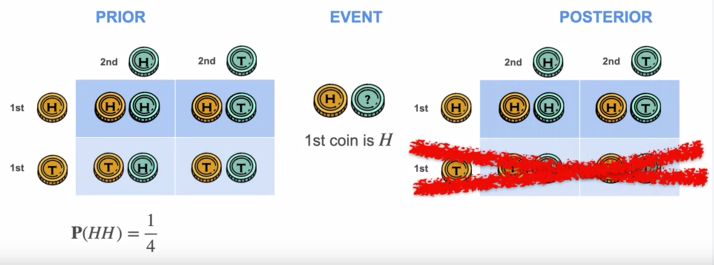 PRIOR
EVENT
POSTERIOR
2nd H 2nd T
1st H H H H T
1st T T H T T
H ?
1st coin is H
2nd H 2nd T
1st H H H H T
1st T
P(HH) = 1/4